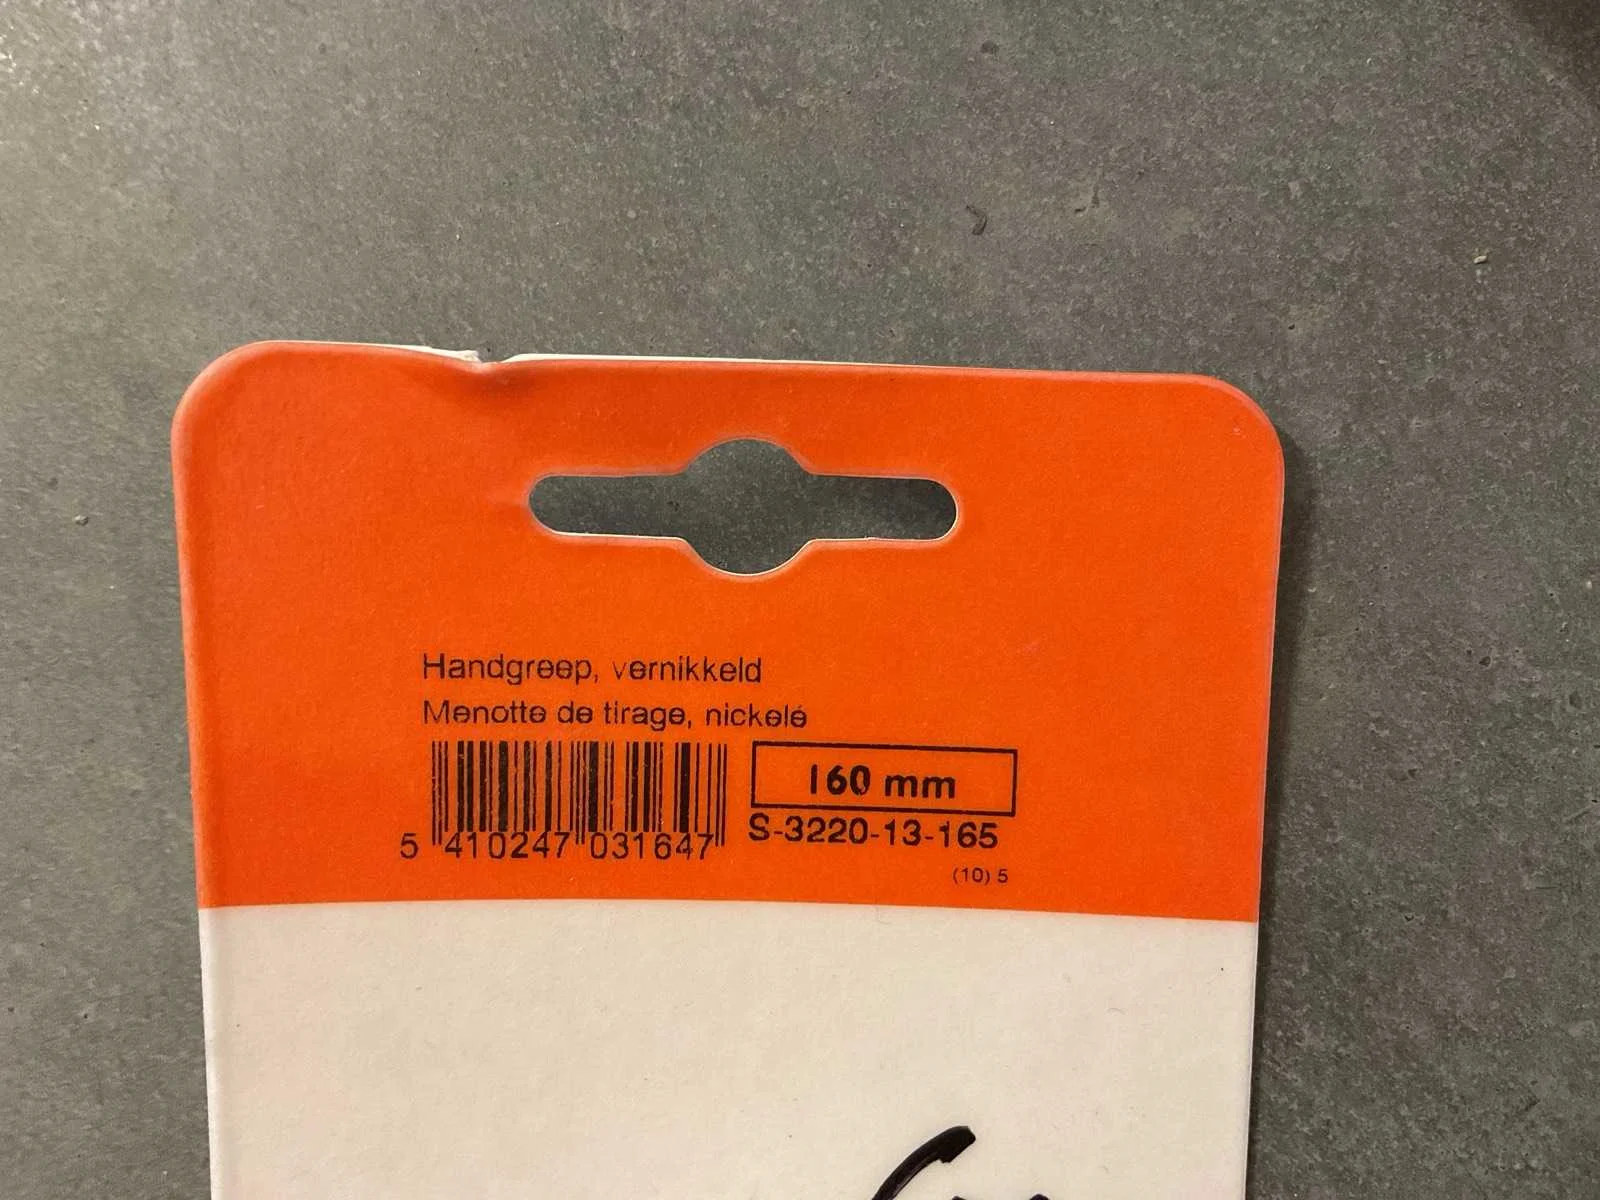 Handgreep, vernikkeld
Menotte de tirage, nickelé
160 mm
S-3220-13-165
5 410247 031647
(10) 5